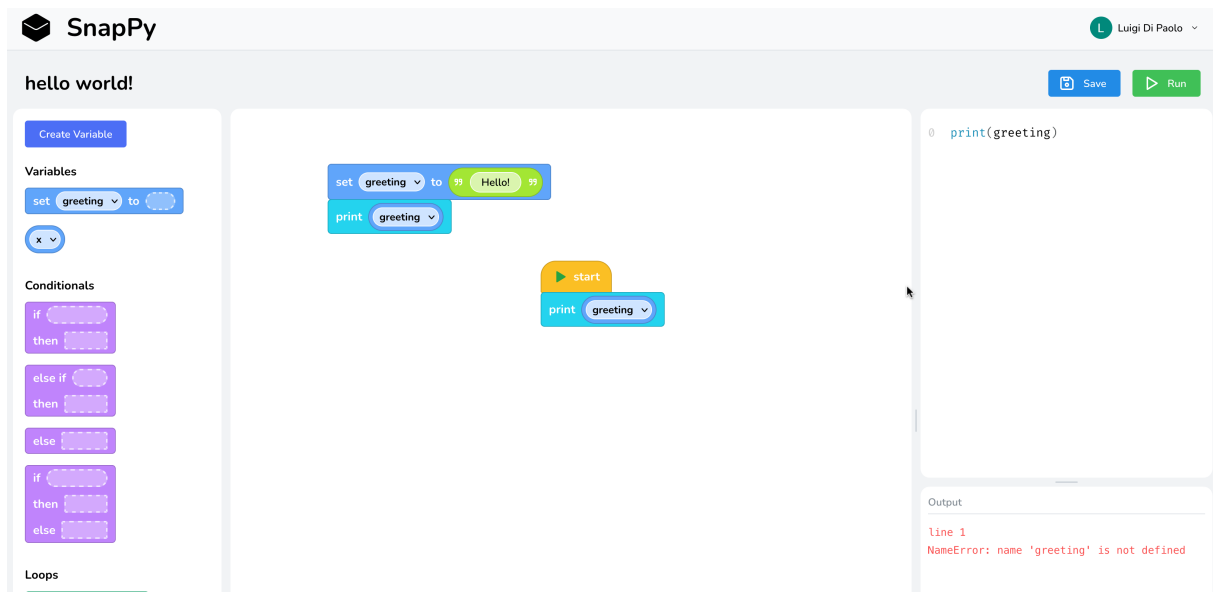 SnapPy
L Luigi Di Paolo
hello world!
Save
Run
Create Variable
Variables
set greeting to
x
Conditionals
if
then
else if
then
else
if
then
else
Loops
set greeting to " Hello! "
print greeting
start
print greeting
0 print(greeting)
Output
line 1
NameError: name 'greeting' is not defined